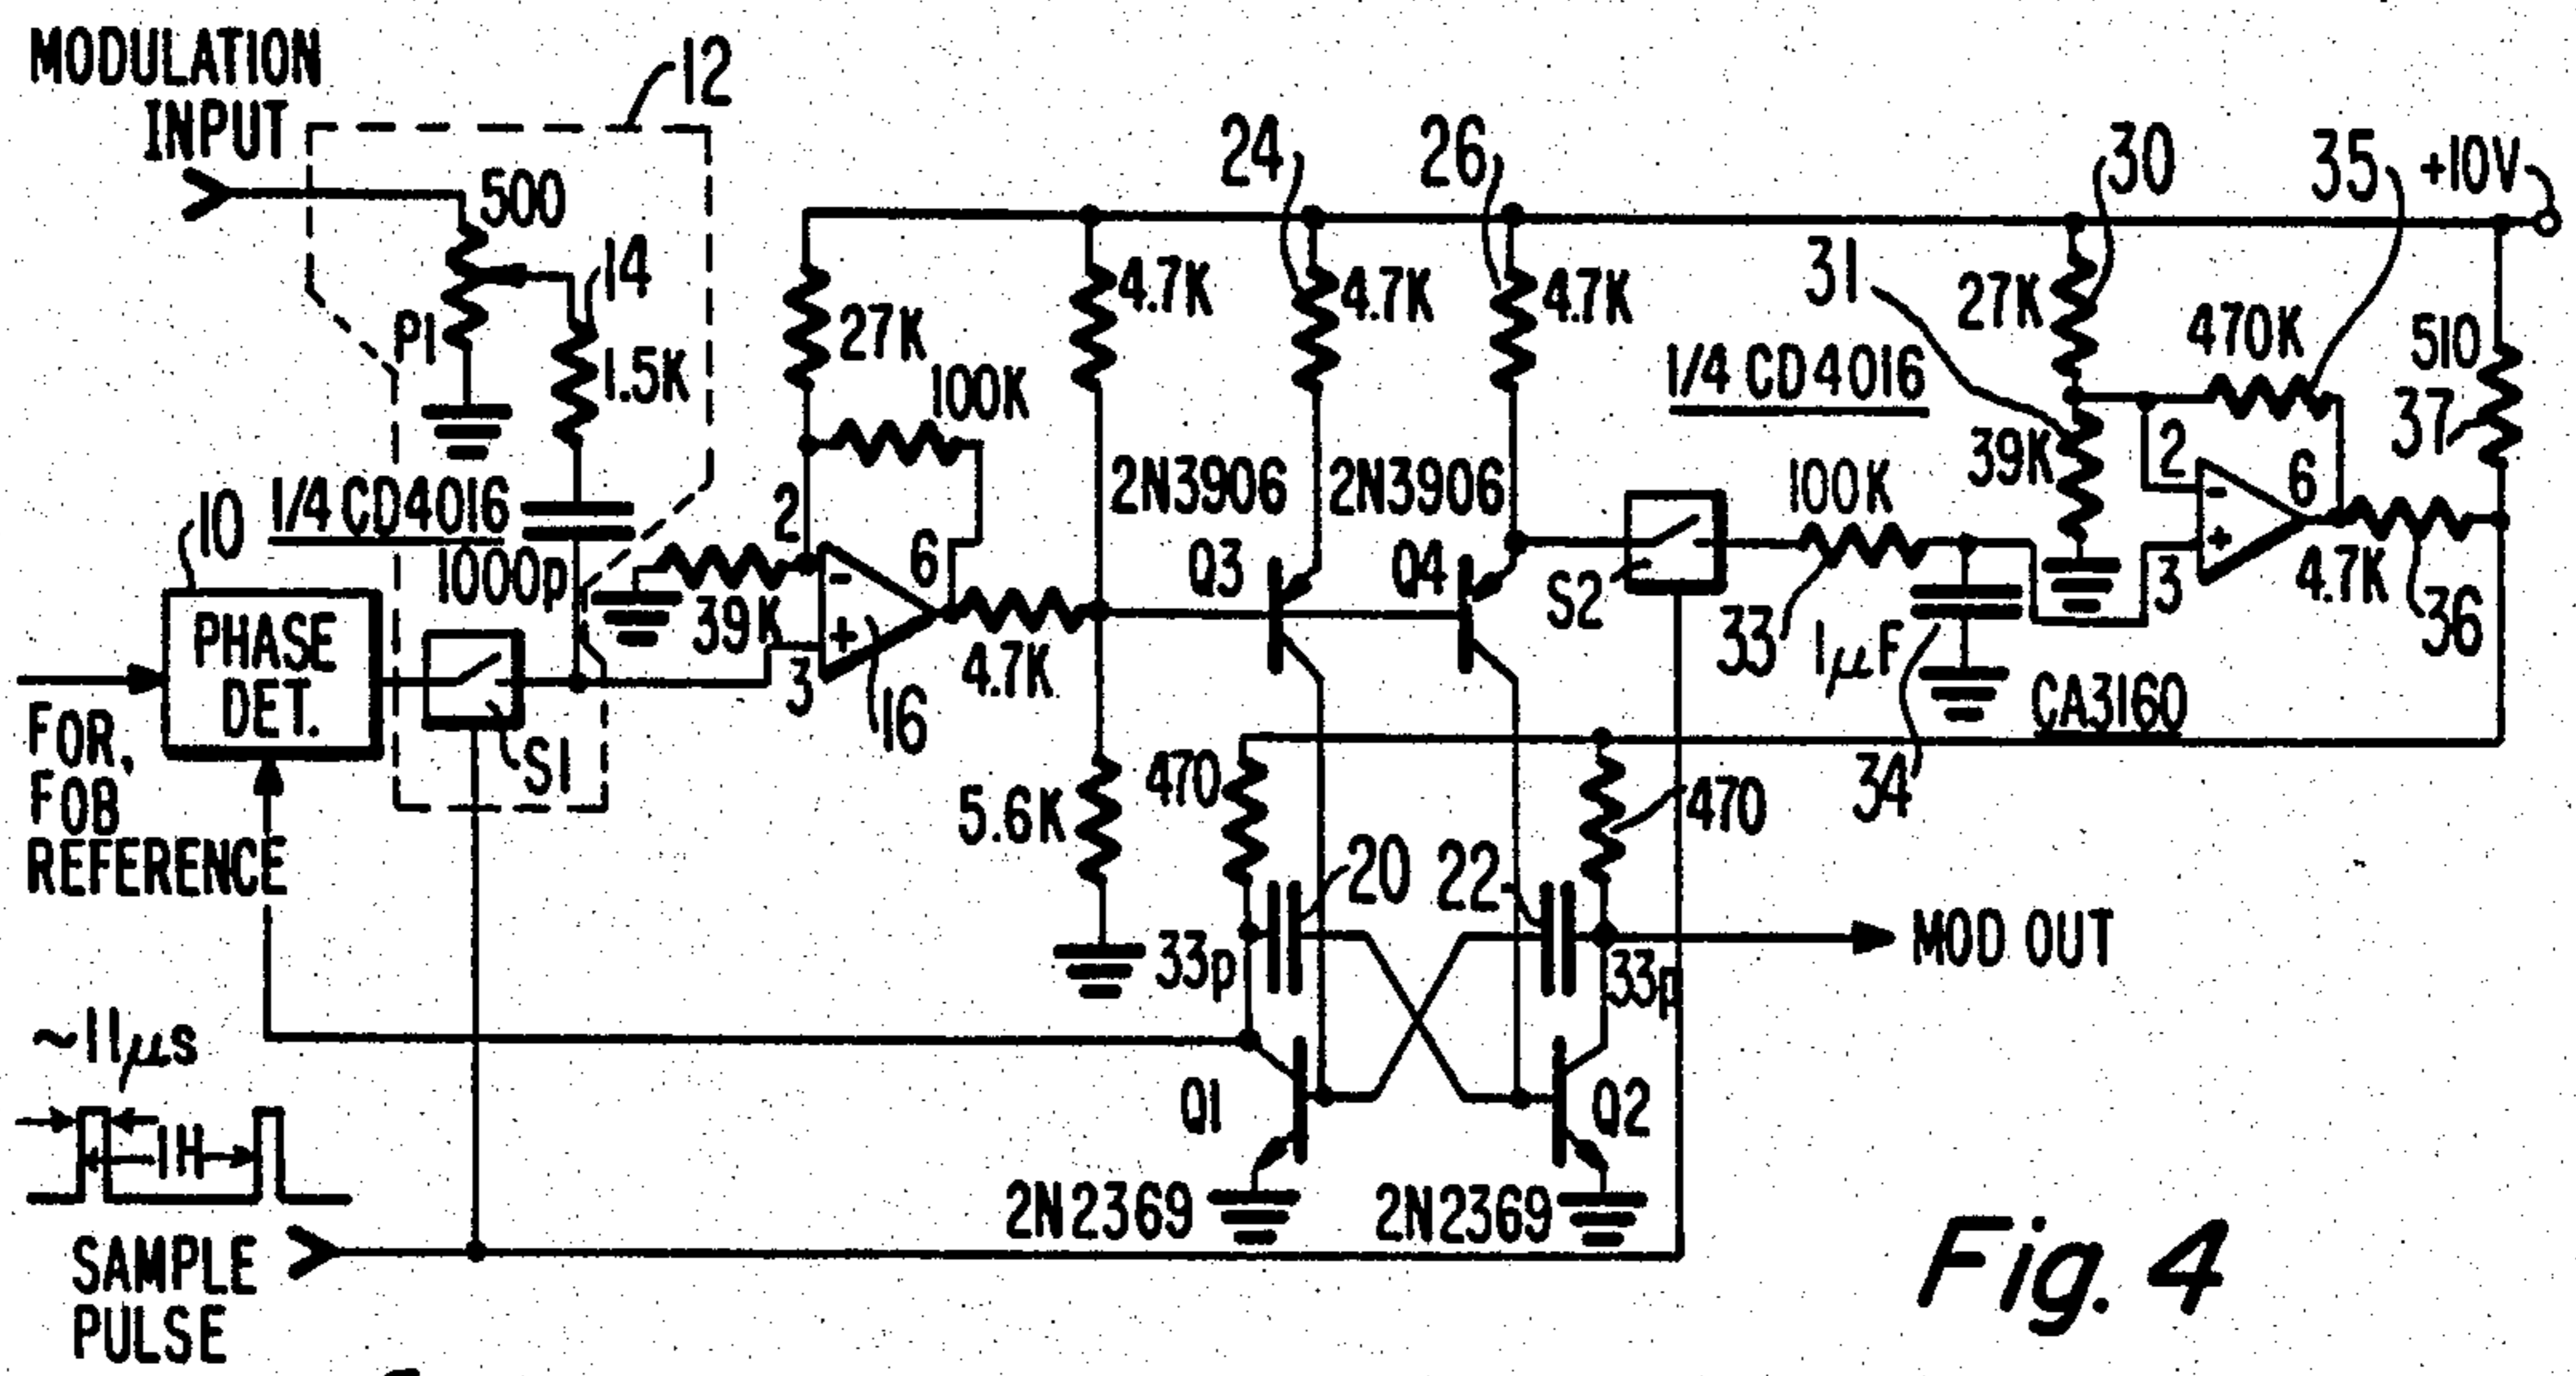 MODULATION
INPUT
12
500
14
P1
1.5K
24
26
30
35
+10V
31
27K
100K
4.7K
4.7K
4.7K
27K
470K
510
37
1/4 CD4016
39K
2
6
10
1/4 CD4016
1000p
2
6
2N3906
2N3906
100K
Q3
Q4
S2
33
1µF
3
4.7K
36
39K
3
16
4.7K
PHASE
DET.
S1
FOR,
FOB
REFERENCE
CA3160
34
5.6K
470
470
20
22
33p
33p
MOD OUT
~11µs
1H
Q1
Q2
2N2369
2N2369
SAMPLE
PULSE
Fig. 4